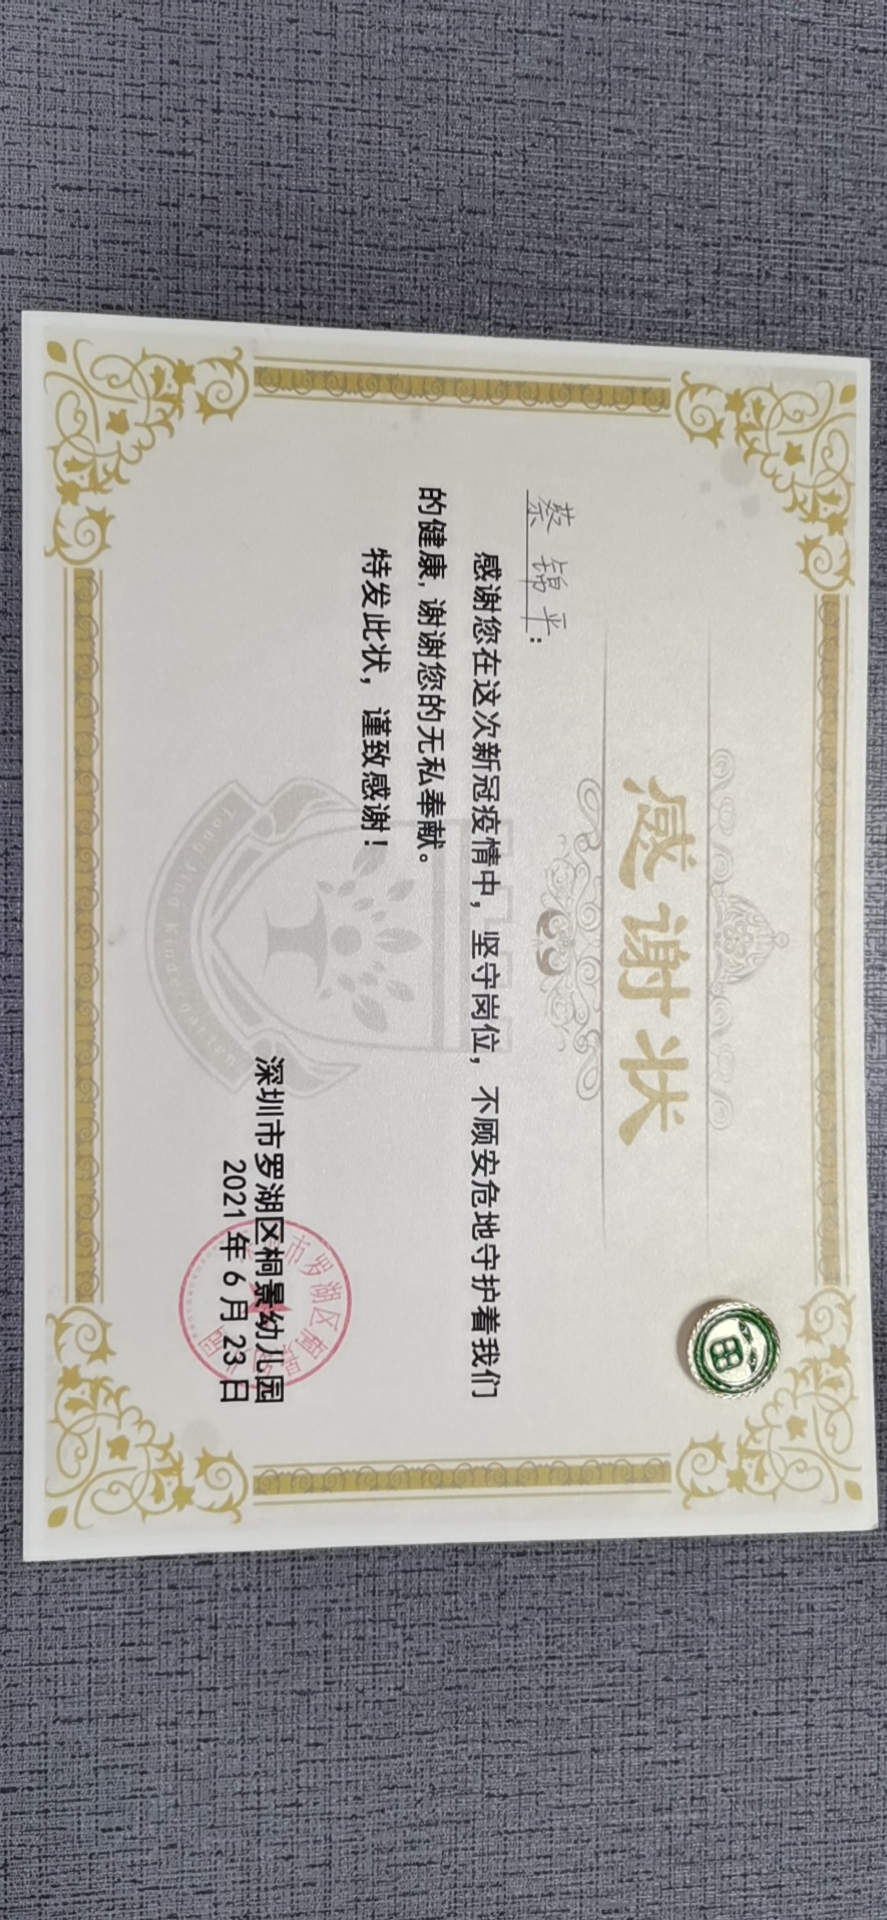 感谢状
蔡锦平:
感谢您在这次新冠疫情中，坚守岗位，不顾安危地守护着我们
的健康，谢谢您的无私奉献。
特发此状，谨致感谢！
Tong Jing Kindergarten
深圳市罗湖区桐景幼儿园
2021年6月23日